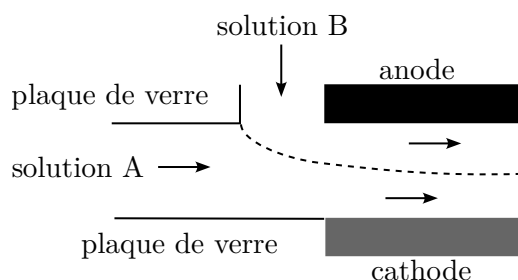 solution B
anode
plaque de verre
solution A
plaque de verre
cathode